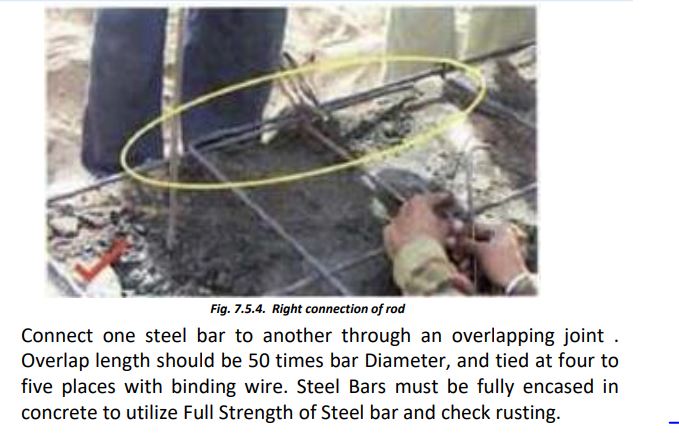 Fig. 7.5.4. Right connection of rod
Connect one steel bar to another through an overlapping joint .
Overlap length should be 50 times bar Diameter, and tied at four to
five places with binding wire. Steel Bars must be fully encased in
concrete to utilize Full Strength of Steel bar and check rusting.